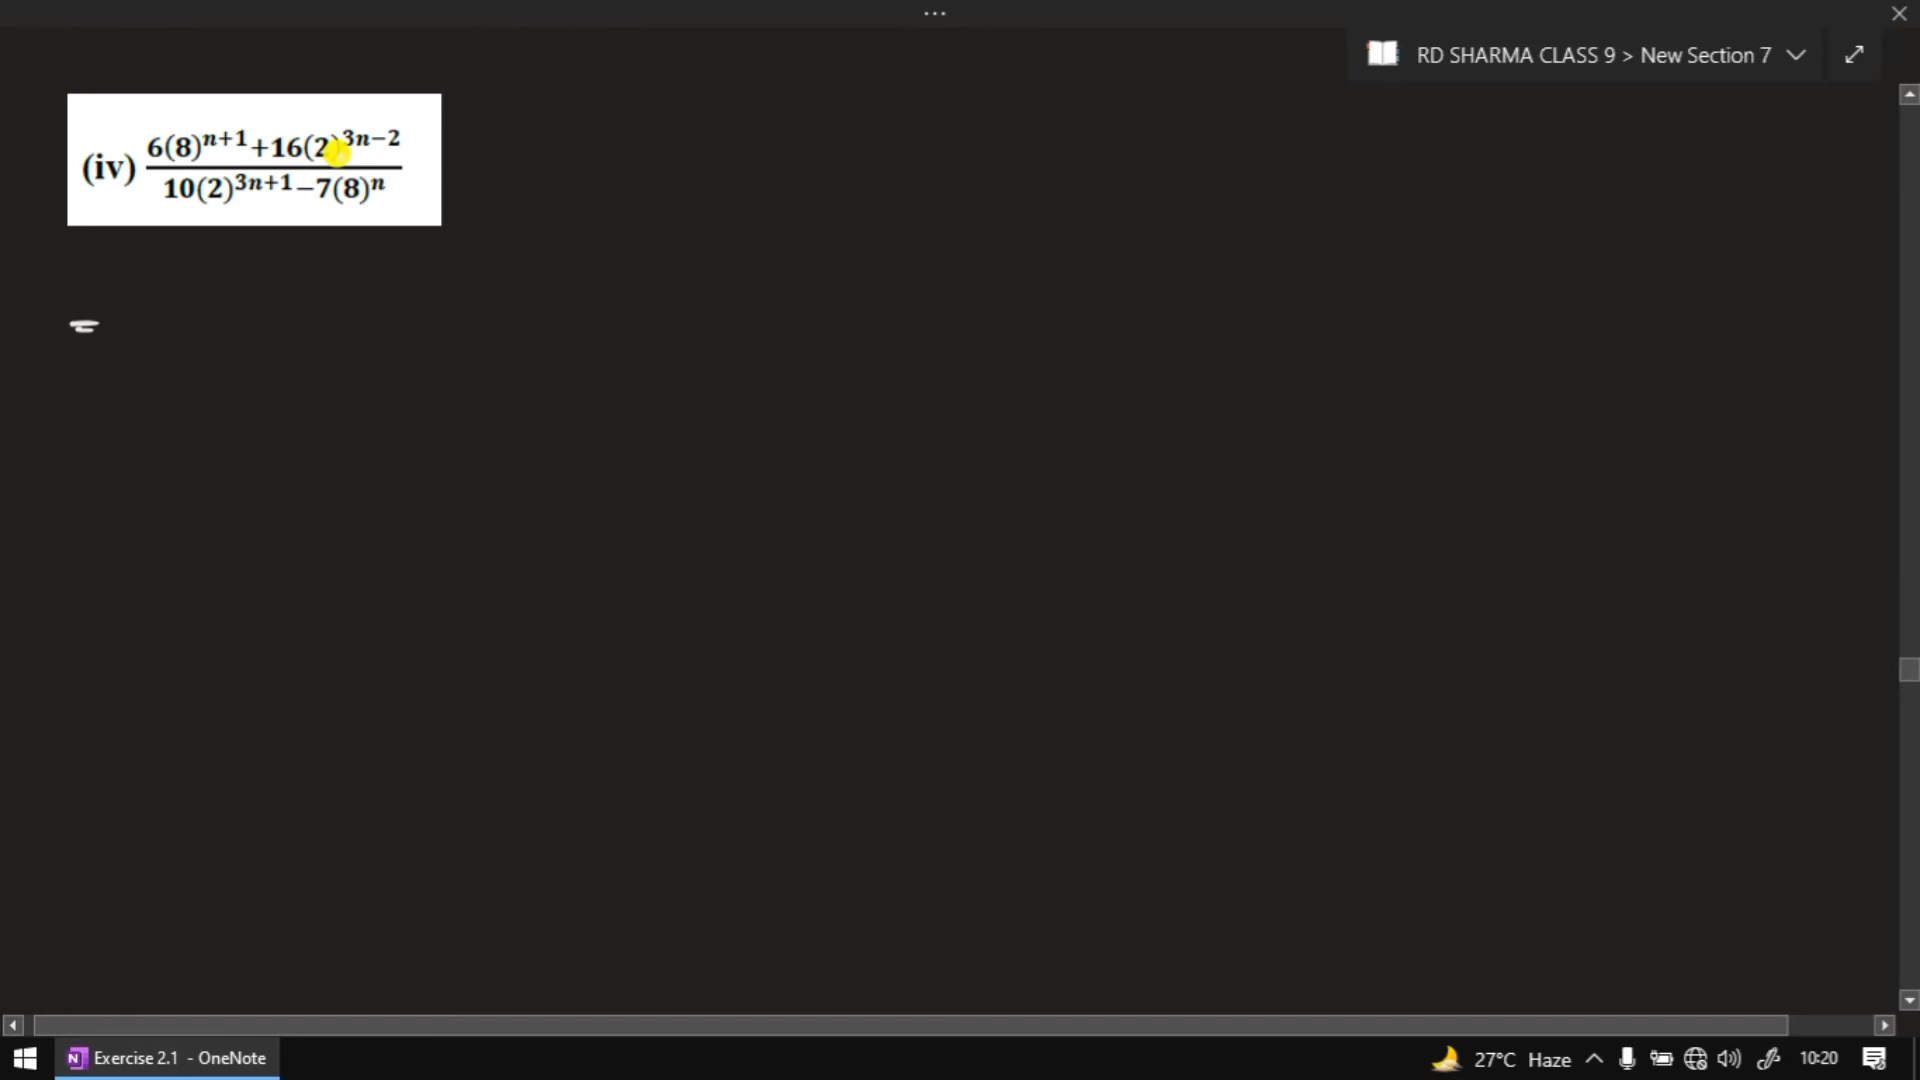 ...
RD SHARMA CLASS 9 > New Section 7
(iv) \frac{6(8)^{n+1}+16(2)^{3n-2}}{10(2)^{3n+1}-7(8)^{n}}
=
Exercise 2.1 - OneNote
27°C Haze
10:20